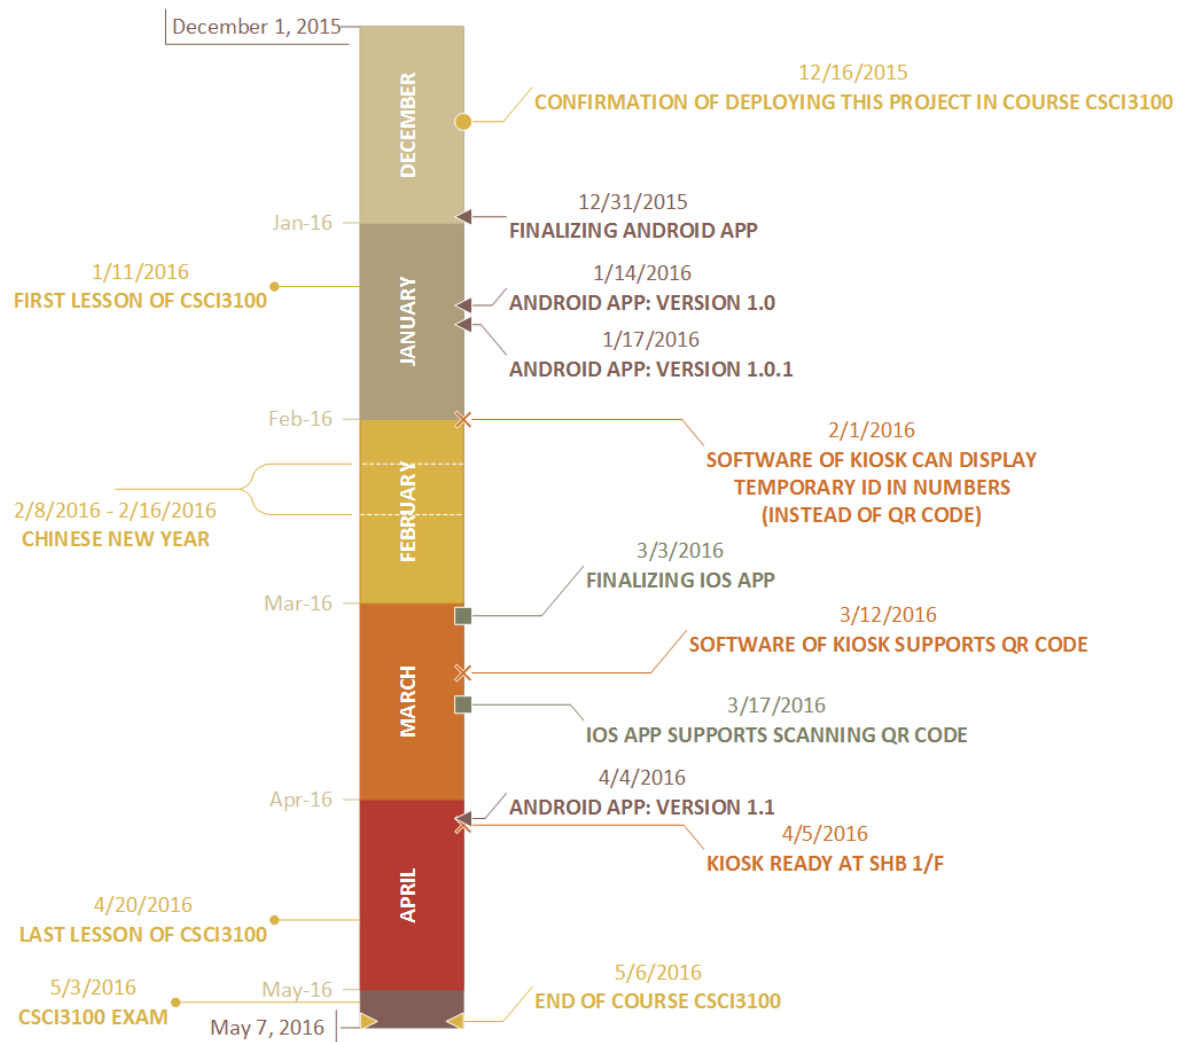 December 1, 2015
12/16/2015
CONFIRMATION OF DEPLOYING THIS PROJECT IN COURSE CSCI3100
DECEMBER
12/31/2015
FINALIZING ANDROID APP
Jan-16
1/11/2016
FIRST LESSON OF CSCI3100
1/14/2016
ANDROID APP: VERSION 1.0
JANUARY
1/17/2016
ANDROID APP: VERSION 1.0.1
Feb-16
2/1/2016
SOFTWARE OF KIOSK CAN DISPLAY
TEMPORARY ID IN NUMBERS
(INSTEAD OF QR CODE)
FEBRUARY
2/8/2016 - 2/16/2016
CHINESE NEW YEAR
3/3/2016
FINALIZING IOS APP
Mar-16
3/12/2016
SOFTWARE OF KIOSK SUPPORTS QR CODE
MARCH
3/17/2016
IOS APP SUPPORTS SCANNING QR CODE
Apr-16
4/4/2016
ANDROID APP: VERSION 1.1
4/5/2016
KIOSK READY AT SHB 1/F
APRIL
4/20/2016
LAST LESSON OF CSCI3100
May-16
5/3/2016
CSCI3100 EXAM
5/6/2016
END OF COURSE CSCI3100
May 7, 2016